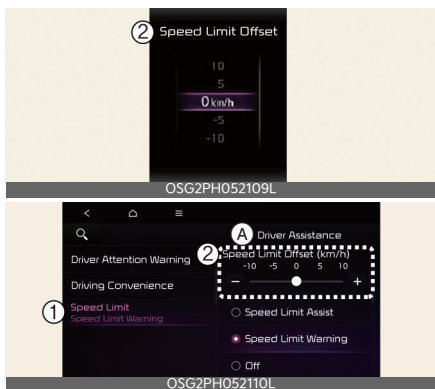 ② Speed Limit Offset
10
5
0 km/h
-5
-10
OSG2PH052109L
Ⓐ Driver Assistance
Driver Attention Warning
② Speed Limit Offset (km/h)
-10 -5 0 5 10
− +
Driving Convenience
① Speed Limit
Speed Limit Warning
Speed Limit Assist
Speed Limit Warning
Off
OSG2PH052110L